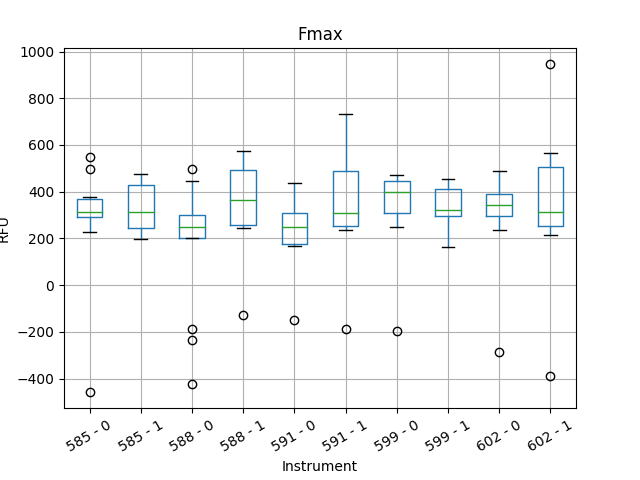 Fmax
1000
800
600
400
200
0
−200
−400
RFU
585 - 0
585 - 1
588 - 0
588 - 1
591 - 0
591 - 1
599 - 0
599 - 1
602 - 0
602 - 1
Instrument